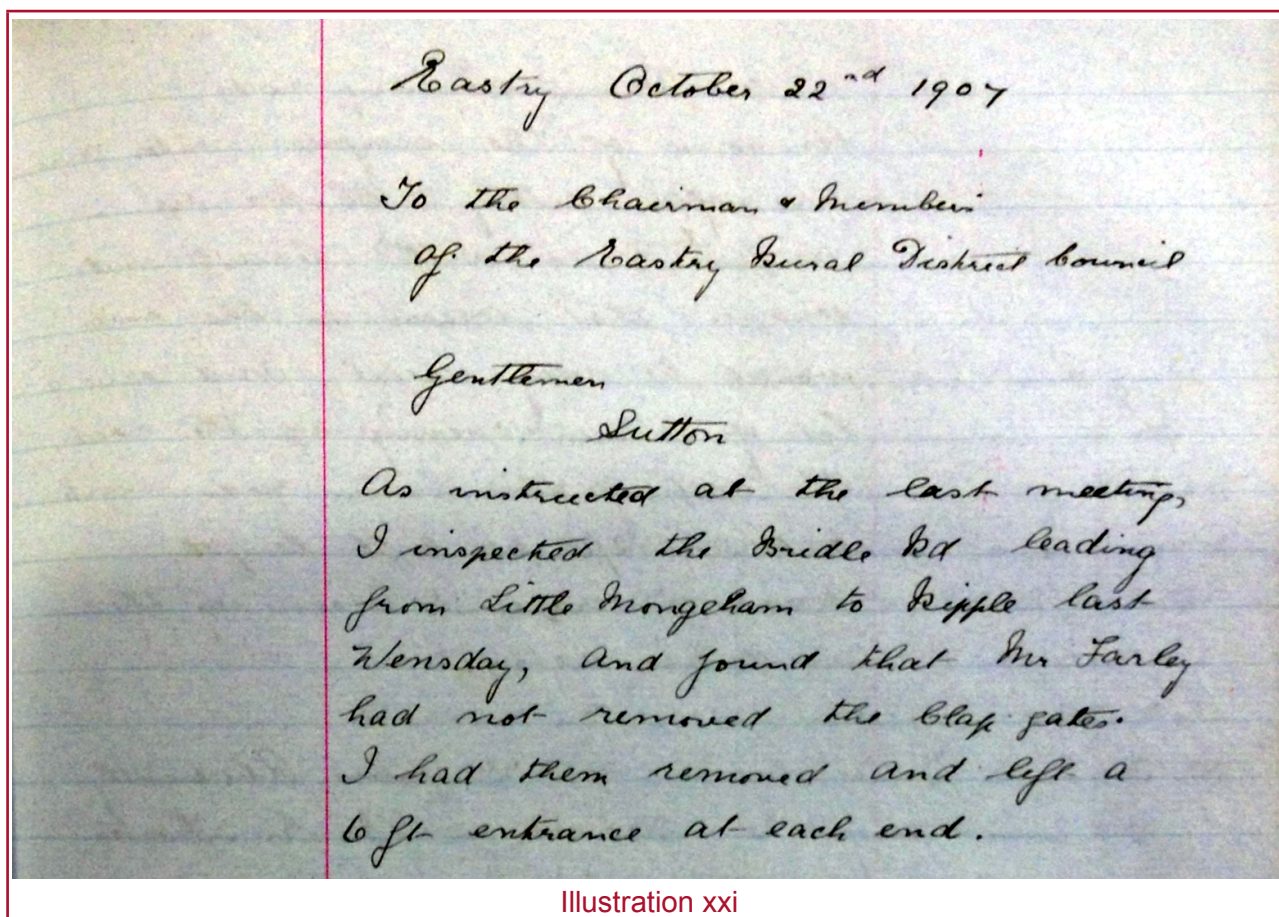 Eastry October 22nd 1907
To the Chairman & Members
of the Eastry Rural District Council
Gentlemen
Sutton
As instructed at the last meeting,
I inspected the Bridle Rd leading
from Little Mongeham to Ripple last
Wensday, and found that Mr Farley
had not removed the Clap gates.
I had them removed and left a
6 ft entrance at each end.
Illustration xxi